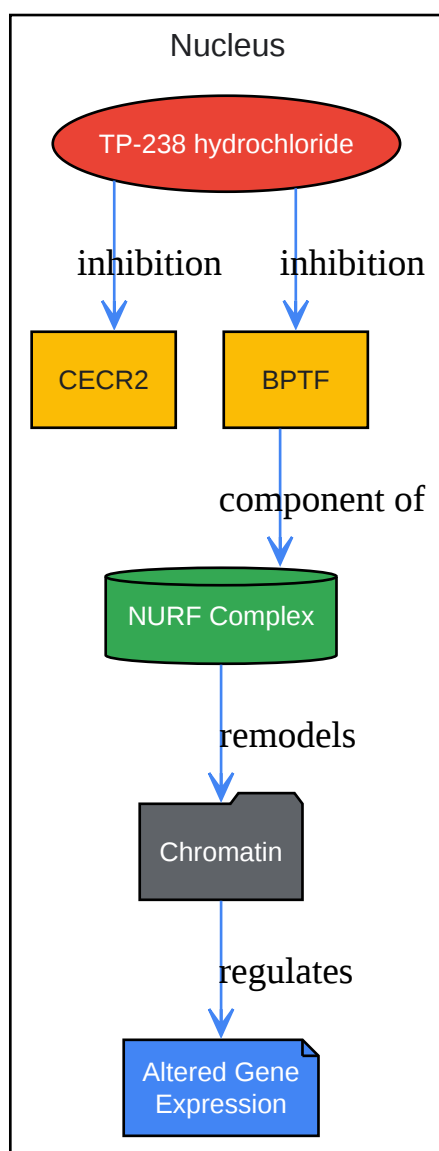 Nucleus
TP-238 hydrochloride
inhibition
inhibition
CECR2
BPTF
component of
NURF Complex
remodels
Chromatin
regulates
Altered Gene
Expression